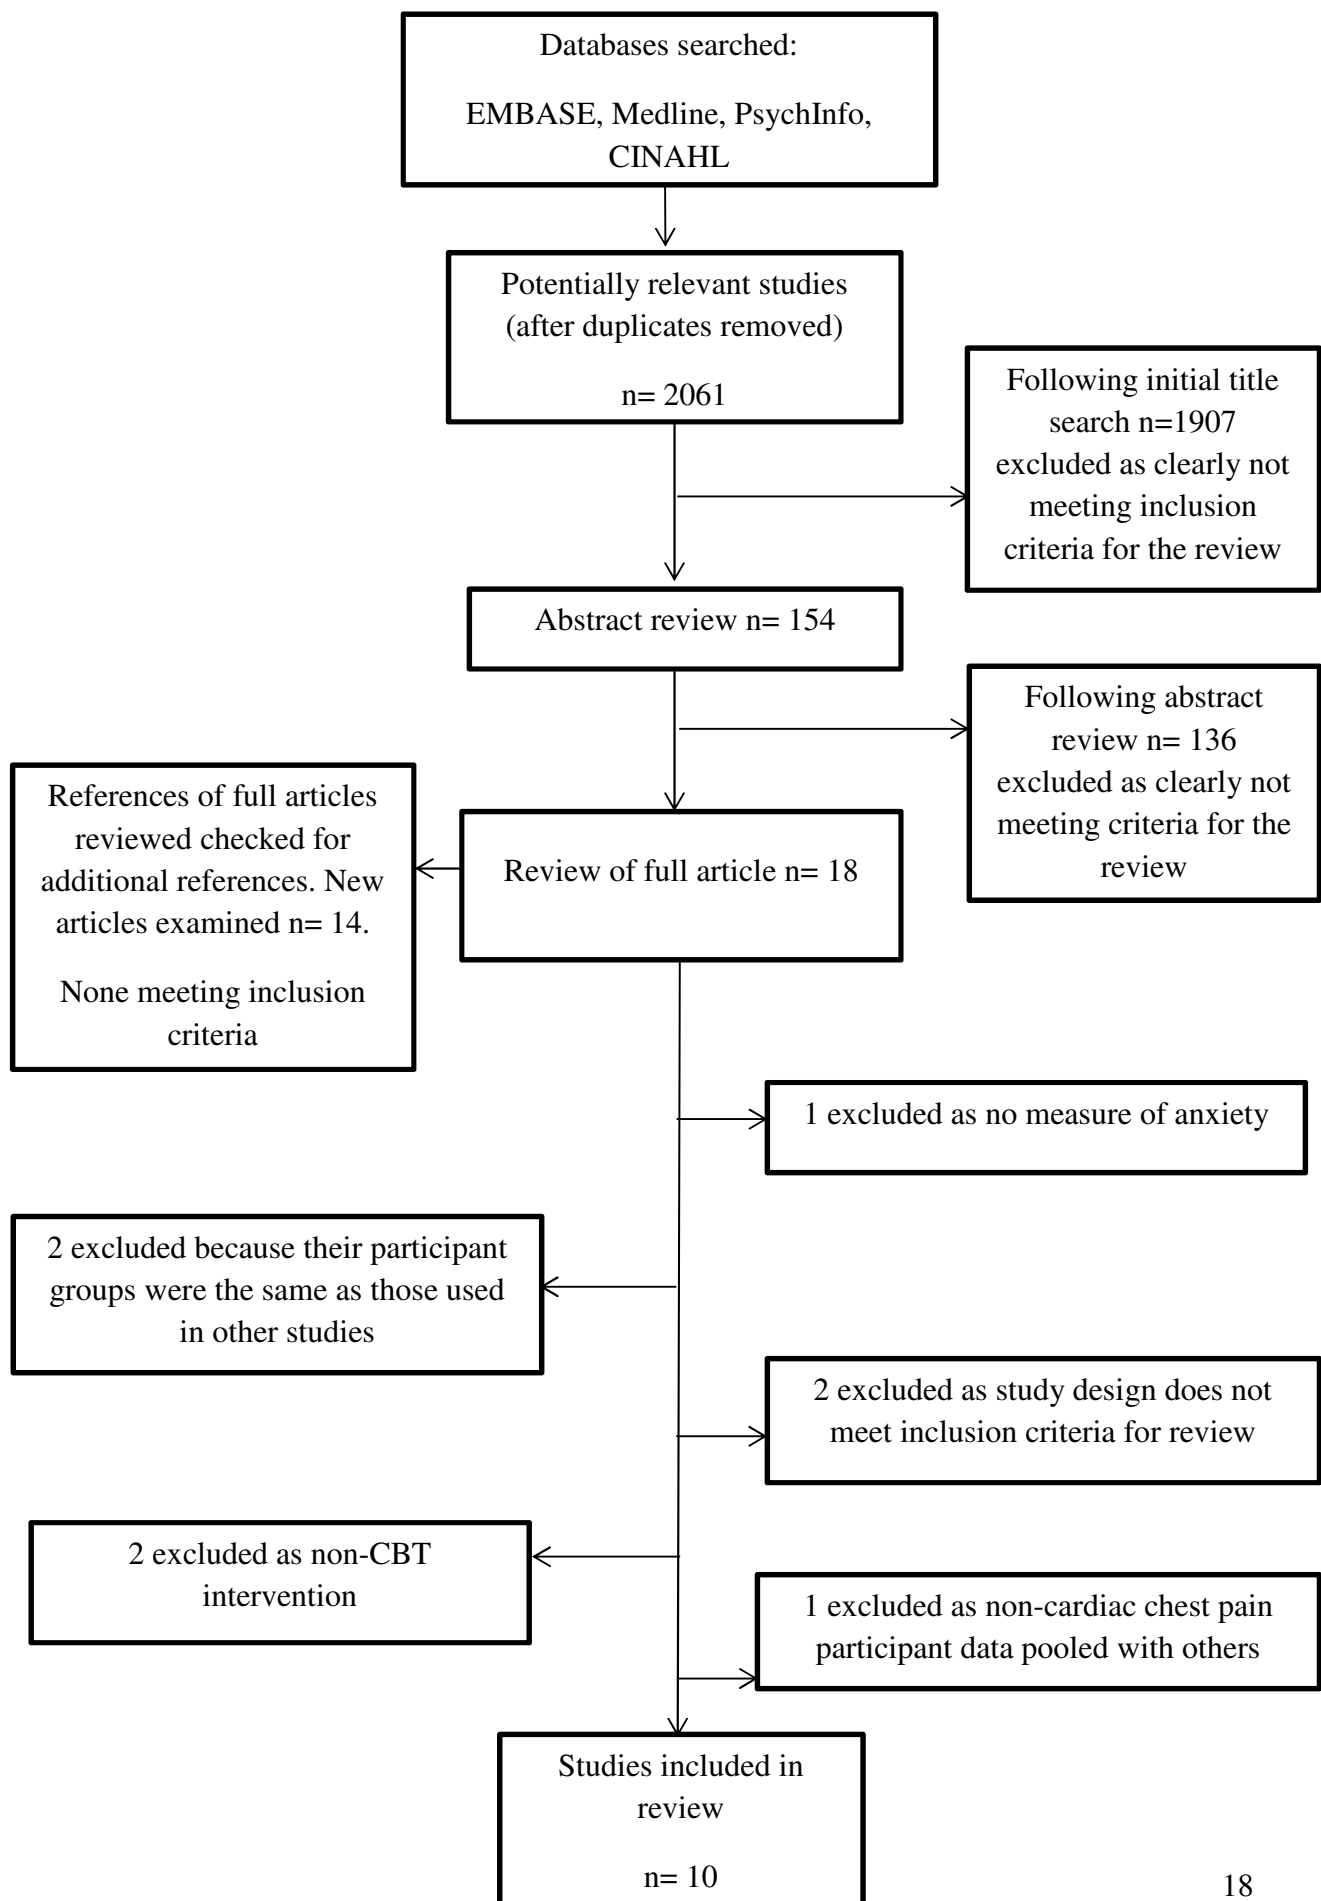 Databases searched:
EMBASE, Medline, PsychInfo,
CINAHL
Potentially relevant studies
(after duplicates removed)
n= 2061
Following initial title
search n=1907
excluded as clearly not
meeting inclusion
criteria for the review
Abstract review n= 154
Following abstract
review n= 136
excluded as clearly not
meeting criteria for the
review
References of full articles
reviewed checked for
additional references. New
articles examined n= 14.
None meeting inclusion
criteria
Review of full article n= 18
1 excluded as no measure of anxiety
2 excluded because their participant
groups were the same as those used
in other studies
2 excluded as study design does not
meet inclusion criteria for review
2 excluded as non-CBT
intervention
1 excluded as non-cardiac chest pain
participant data pooled with others
Studies included in
review
n= 10
18